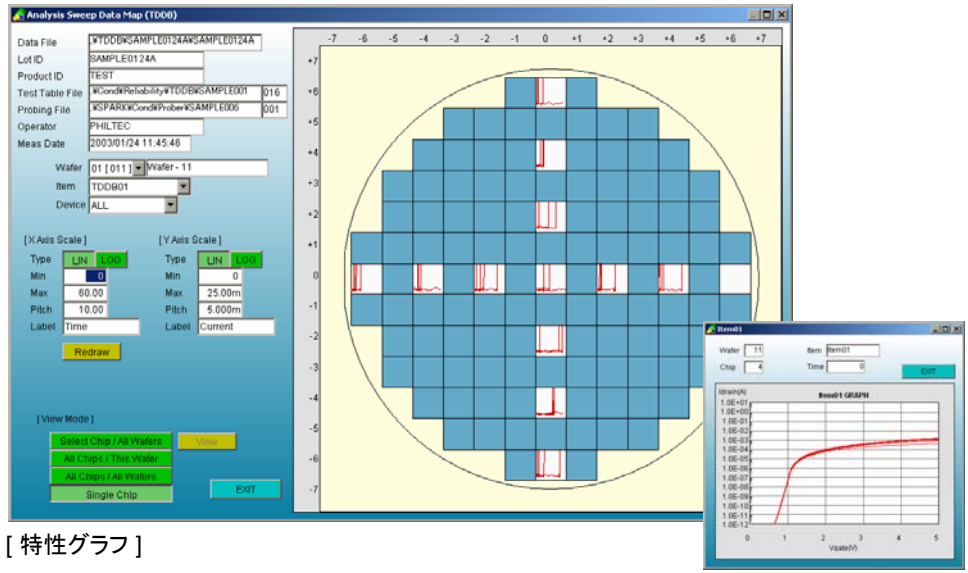 Analysis Sweep Data Map (TDDB)
Data File .¥TDDB¥SAMPLE0124A¥SAMPLE0124A
Lot ID SAMPLE0124A
Product ID TEST
Test Table File .¥Cond¥Reliability¥TDDB¥SAMPLE001 016
Probing File .¥SPARK¥Cond¥Prober¥SAMPLE006 001
Operator PHILTEC
Meas Date 2003/01/24 11:45:46
Wafer 01 [ 011 ] Wafer - 11
Item TDDB01
Device ALL
[ X Axis Scale ] [ Y Axis Scale ]
Type LIN LOG Type LIN LOG
Min 0 Min 0
Max 60.00 Max 25.00m
Pitch 10.00 Pitch 5.000m
Label Time Label Current
Redraw
[ View Mode ]
Select Chip / All Wafers View
All Chips / This Wafer
All Chips / All Wafers
Single Chip EXIT
-7 -6 -5 -4 -3 -2 -1 0 +1 +2 +3 +4 +5 +6 +7
+7
+6
+5
+4
+3
+2
+1
0
-1
-2
-3
-4
-5
-6
-7
Item01
Wafer 11 Item Item01
Chip 4 Time 0
EXIT
Idrain(A) Item01 GRAPH
1.0E+01
1.0E+00
1.0E-01
1.0E-02
1.0E-03
1.0E-04
1.0E-05
1.0E-06
1.0E-07
1.0E-08
1.0E-09
1.0E-10
1.0E-11
1.0E-12
0 1 2 3 4 5
Vgate(V)
[ 特性グラフ ]